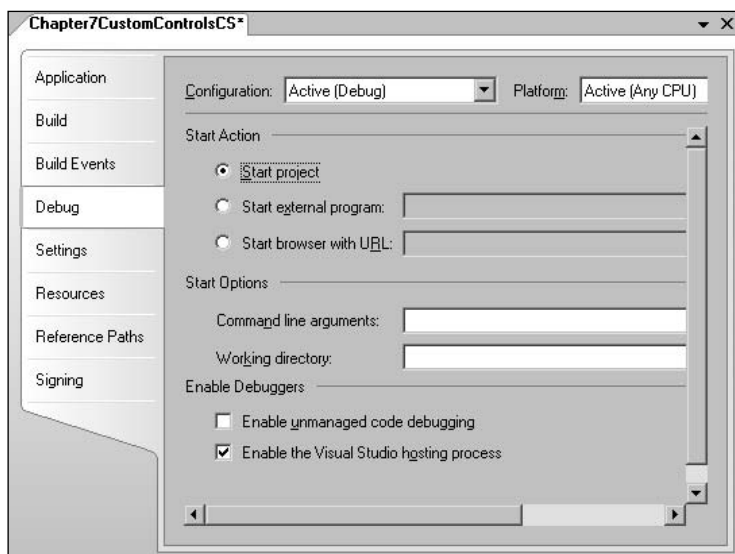 Chapter7CustomControlsCS*
Application
Build
Build Events
Debug
Settings
Resources
Reference Paths
Signing
Configuration: Active (Debug) Platform: Active (Any CPU)
Start Action
Start project
Start external program:
Start browser with URL:
Start Options
Command line arguments:
Working directory:
Enable Debuggers
Enable unmanaged code debugging
Enable the Visual Studio hosting process